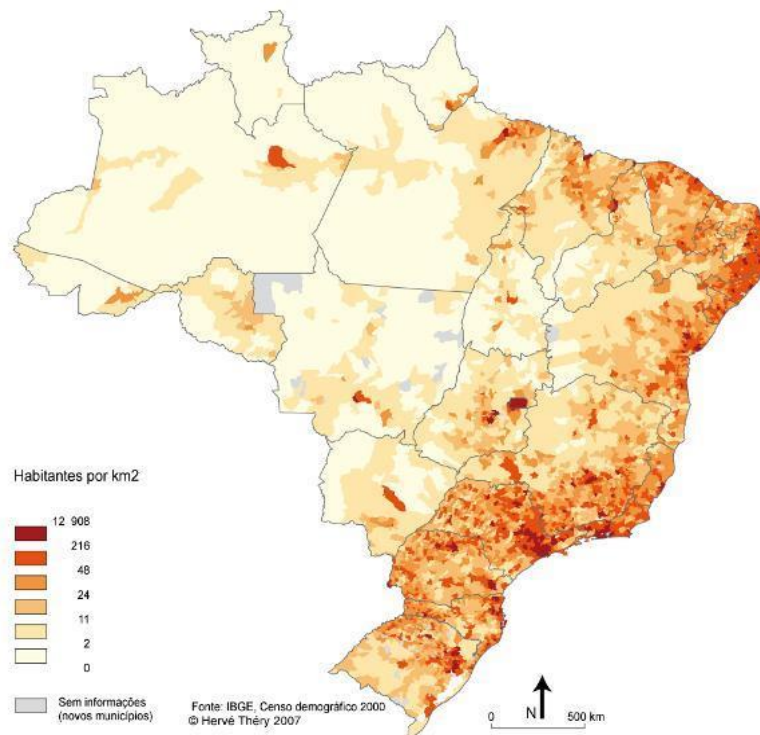 Habitantes por km2
12 908
216
48
24
11
2
0
Sem informações
(novos municípios)
Fonte: IBGE, Censo demográfico 2000
© Hervé Théry 2007
N
0 500 km